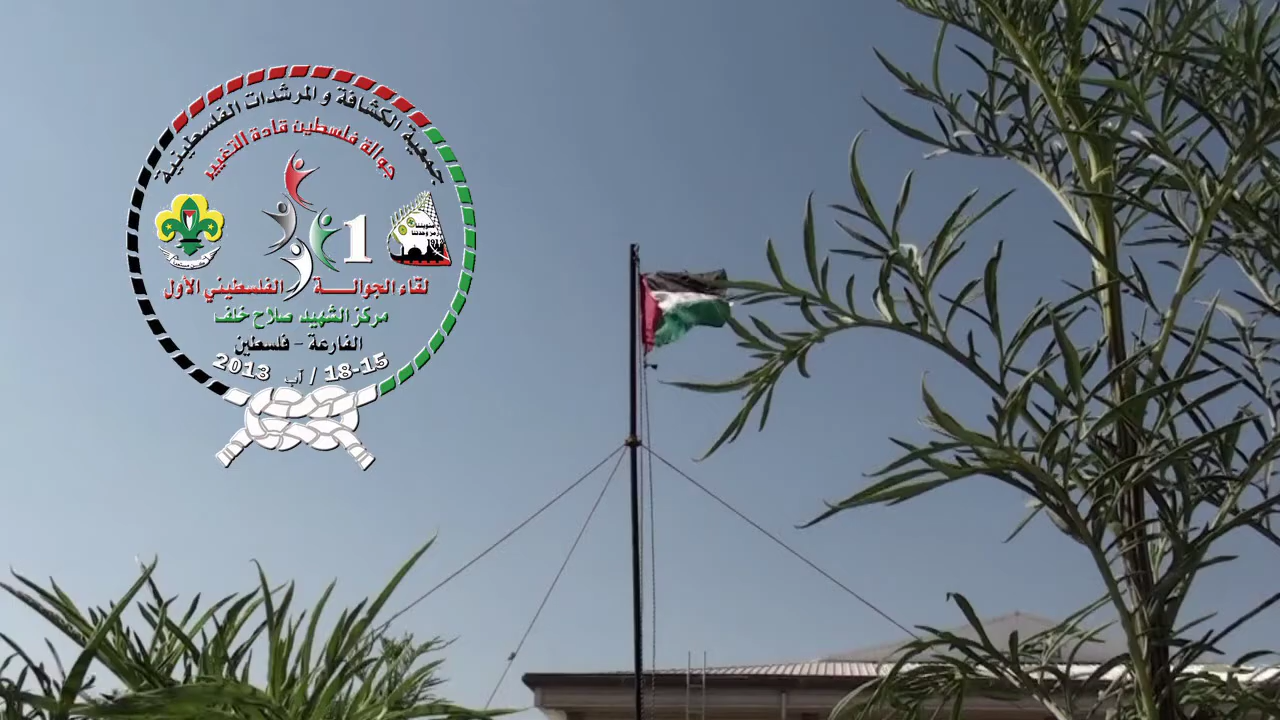 جمعية الكشافة و المرشدات الفلسطينية
جوالة فلسطين قادة التغيير
1
لقاء الجوالة الفلسطيني الأول
مركز الشهيد صلاح خلف
الفارعة - فلسطين
15-18 / آب 2013